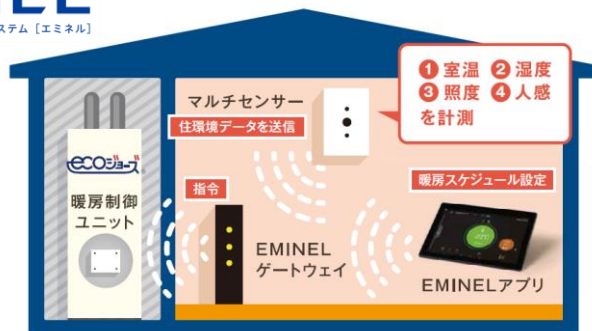 ステム［エミネル］
❶ 室温 ❷ 湿度
❸ 照度 ❹ 人感
を計測
マルチセンサー
住環境データを送信
ecoジョーズ
暖房制御
ユニット
指令
暖房スケジュール設定
EMINEL
ゲートウェイ
EMINELアプリ